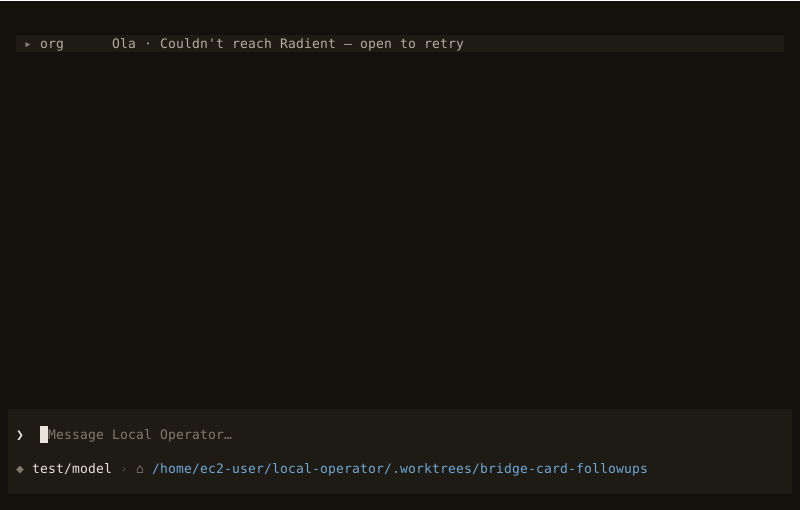 ▸ org      Ola · Couldn't reach Radient — open to retry
❯ Message Local Operator…
◆ test/model › ⌂ /home/ec2-user/local-operator/.worktrees/bridge-card-followups